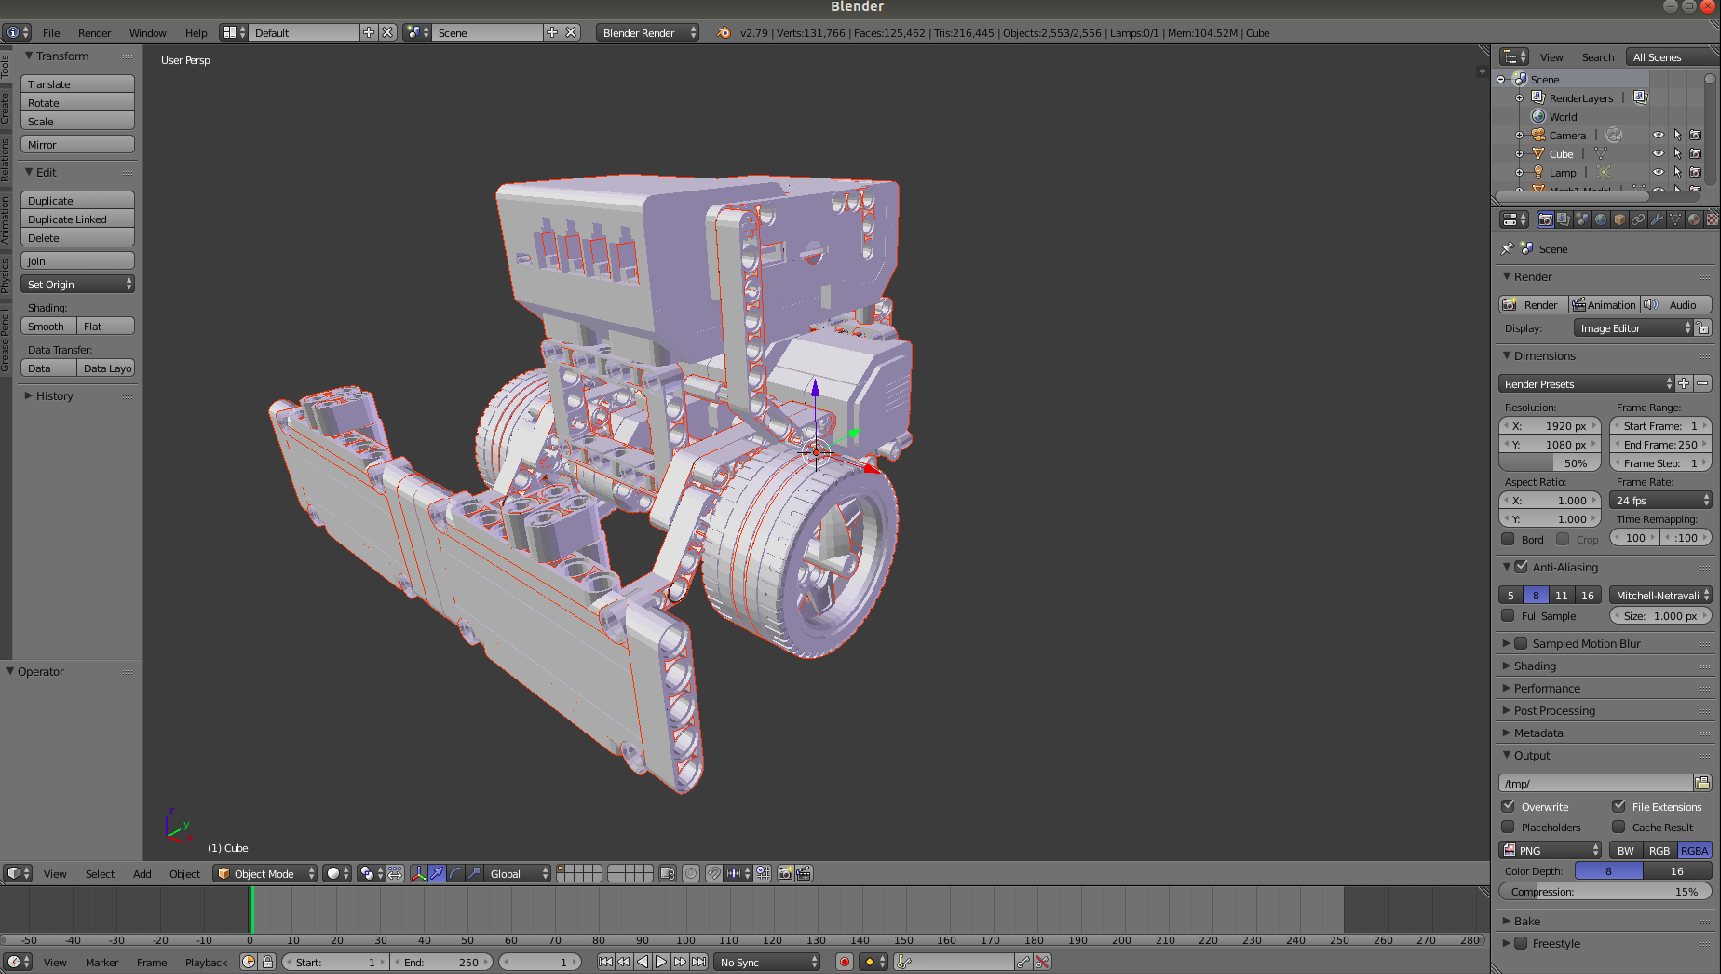 Blender
File Render Window Help Default Scene Blender Render v2.79 | Verts:131,766 | Faces:125,462 | Tris:216,445 | Objects:2,553/2,556 | Lamps:0/1 | Mem:104.52M | Cube
Transform
Translate
Rotate
Scale
Mirror
Edit
Duplicate
Duplicate Linked
Delete
Join
Set Origin
Shading:
Smooth Flat
Data Transfer:
Data Data Layo
History
Operator
Tools
Create
Relations
Animation
Physics
Grease Pencil
User Persp
z
y
x
(1) Cube
View Search All Scenes
Scene
RenderLayers
World
Camera
Cube
Lamp
Scene
Render
Render Animation Audio
Display: Image Editor
Dimensions
Render Presets
Resolution: Frame Range:
X: 1920 px Start Frame: 1
Y: 1080 px End Frame: 250
50% Frame Step: 1
Aspect Ratio: Frame Rate:
X: 1.000 24 fps
Y: 1.000 Time Remapping:
Bord Crop 100 :100
Anti-Aliasing
5 8 11 16 Mitchell-Netravali
Full Sample Size: 1.000 px
Sampled Motion Blur
Shading
Performance
Post Processing
Metadata
Output
/tmp/
Overwrite File Extensions
Placeholders Cache Result
PNG BW RGB RGBA
Color Depth: 8 16
Compression: 15%
Bake
Freestyle
View Select Add Object Object Mode Global
-50 -40 -30 -20 -10 0 10 20 30 40 50 60 70 80 90 100 110 120 130 140 150 160 170 180 190 200 210 220 230 240 250 260 270 280
View Marker Frame Playback Start: 1 End: 250 1 No Sync